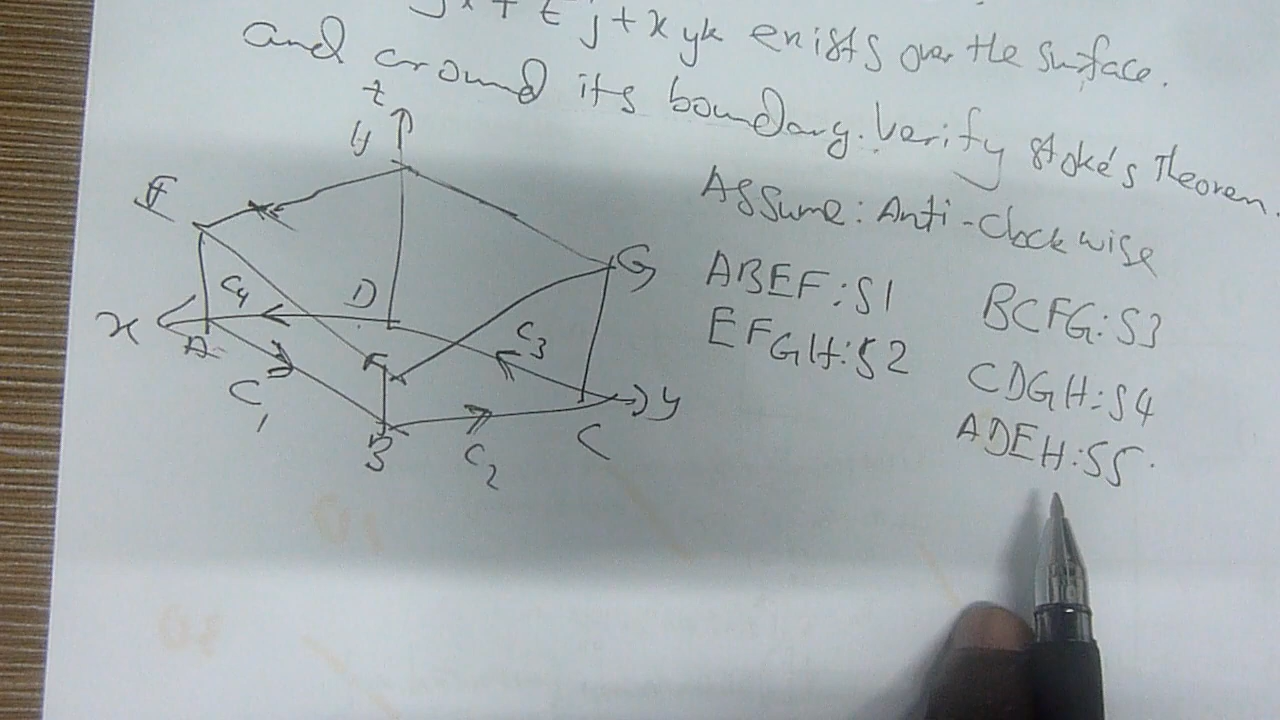 j + xyk exists over the surface.
and around its boundary. Verify stoke's Theorem.
Assume: Anti-clockwise
ABEF: S1
EFGH: S2
BCFG: S3
CDGH: S4
ADEH: S5.
z
H
E
G
C4
D
x
A
C3
F
y
C1
B
C2
C